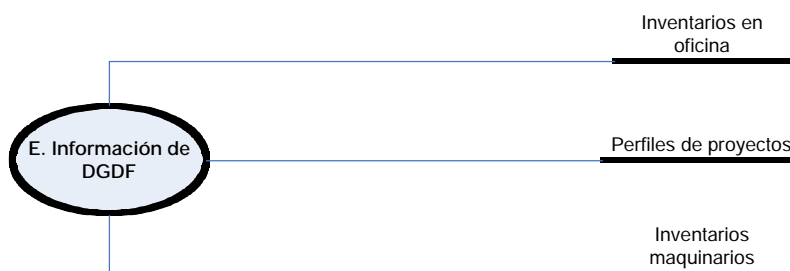 Inventarios en
oficina
E. Información de
DGDF
Perfiles de proyectos
Inventarios
maquinarios